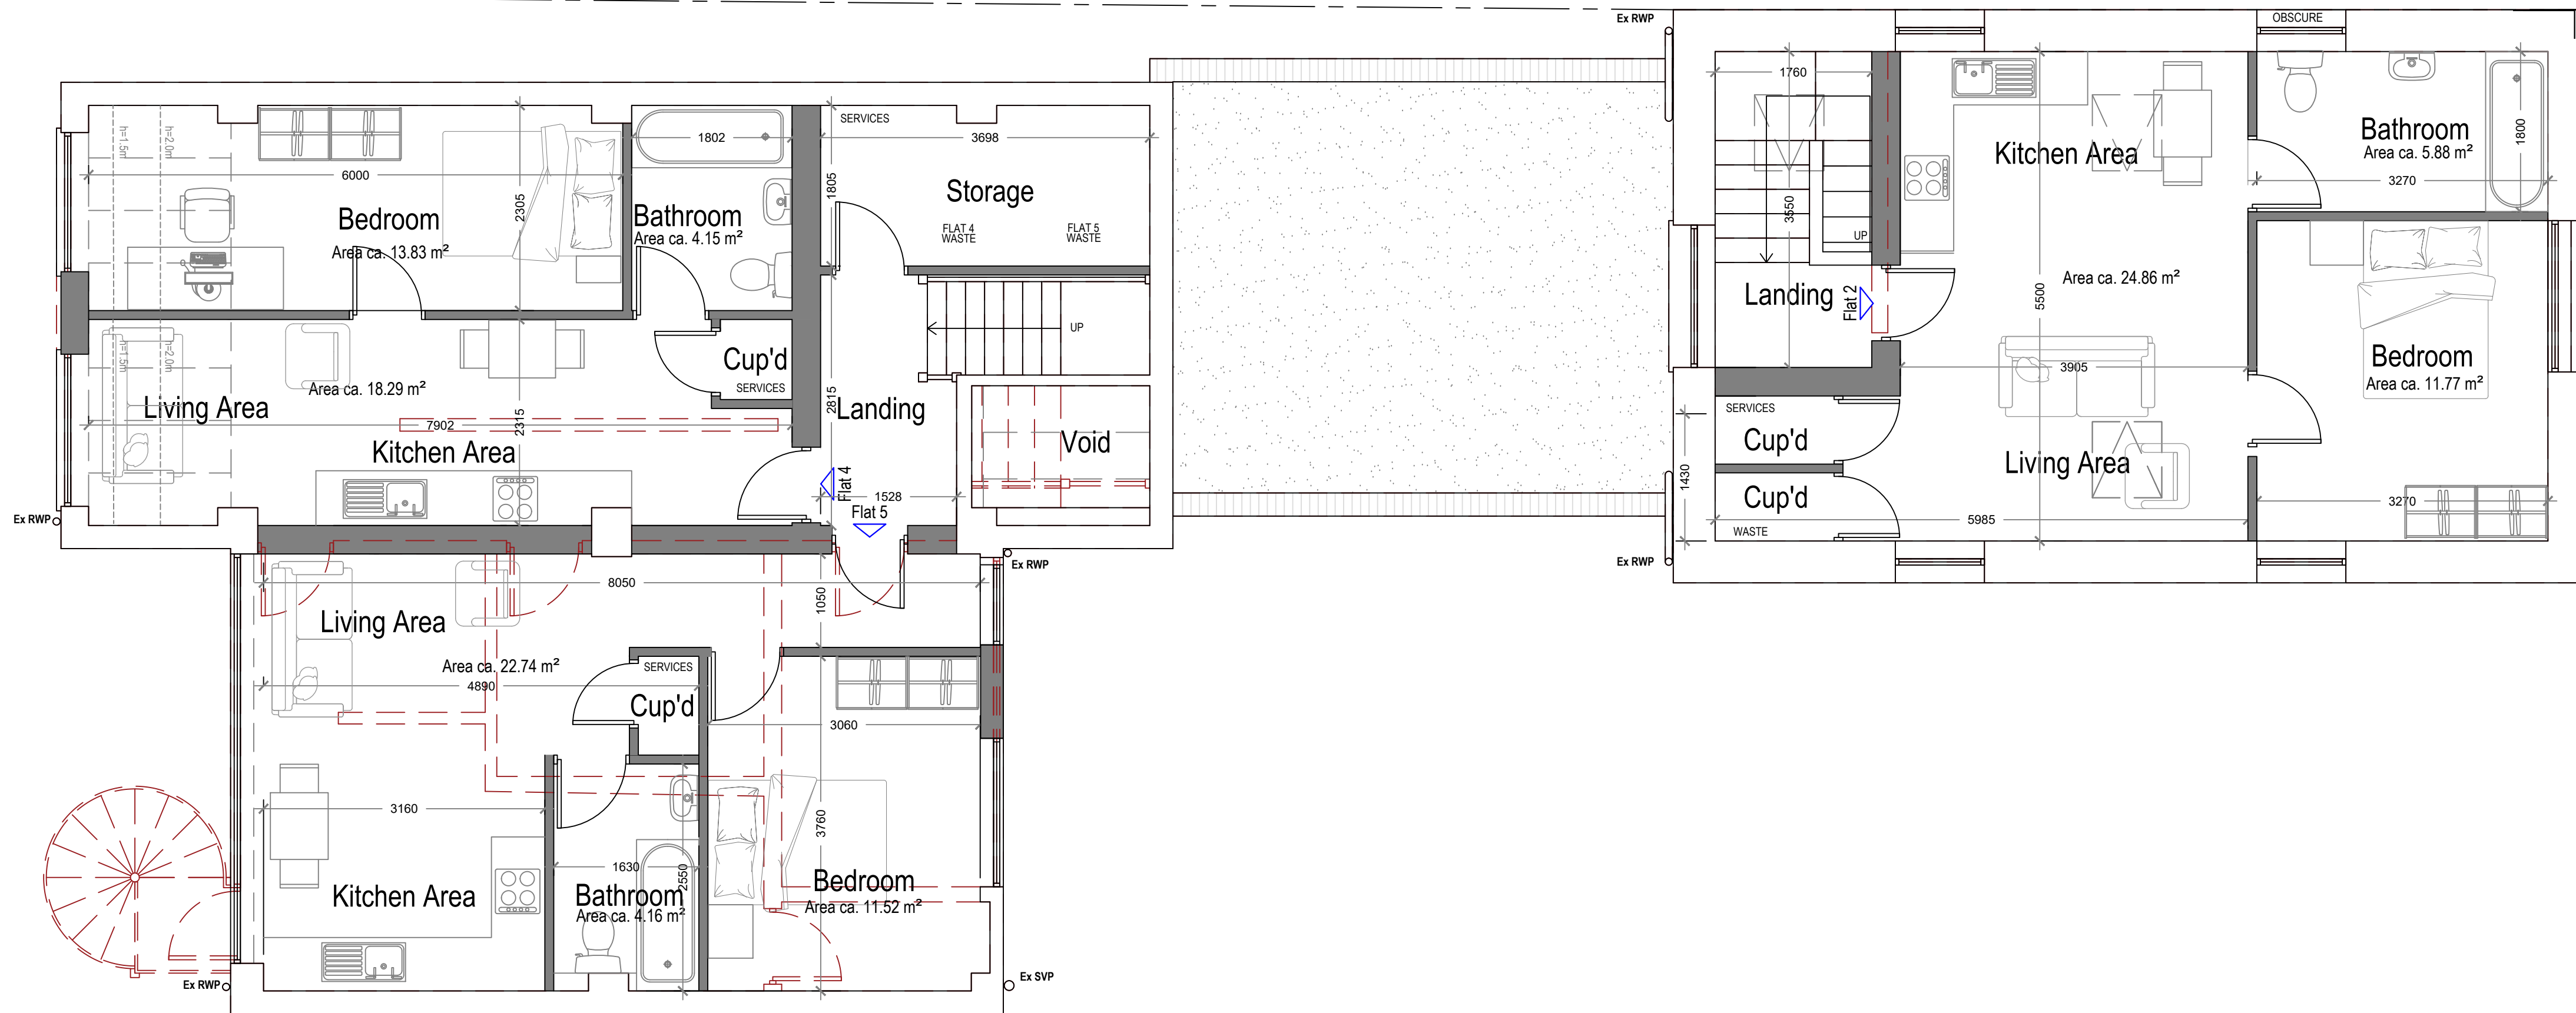 Ex RWP
OBSCURE
1760
SERVICES
1802
3698
Bathroom
Area ca. 5.88 m²
1800
Kitchen Area
h=1.5m
h=2.0m
6000
2305
1805
Storage
3270
Bedroom
Area ca. 13.83 m²
Bathroom
Area ca. 4.15 m²
FLAT 4
WASTE
FLAT 5
WASTE
3550
UP
Area ca. 24.86 m²
Landing
Flat 2
5500
UP
h=1.5m
h=2.0m
Cup'd
SERVICES
Bedroom
Area ca. 11.77 m²
3905
Area ca. 18.29 m²
Living Area
2815
Landing
SERVICES
7902
2315
Kitchen Area
Void
Cup'd
Living Area
1430
Flat 4
1528
Flat 5
Cup'd
3270
Ex RWP
5985
WASTE
Ex RWP
Ex RWP
8050
1050
Living Area
Area ca. 22.74 m²
SERVICES
4890
Cup'd
3060
3160
3760
1630
2550
Kitchen Area
Bathroom
Area ca. 4.16 m²
Bedroom
Area ca. 11.52 m²
Ex RWP
Ex SVP